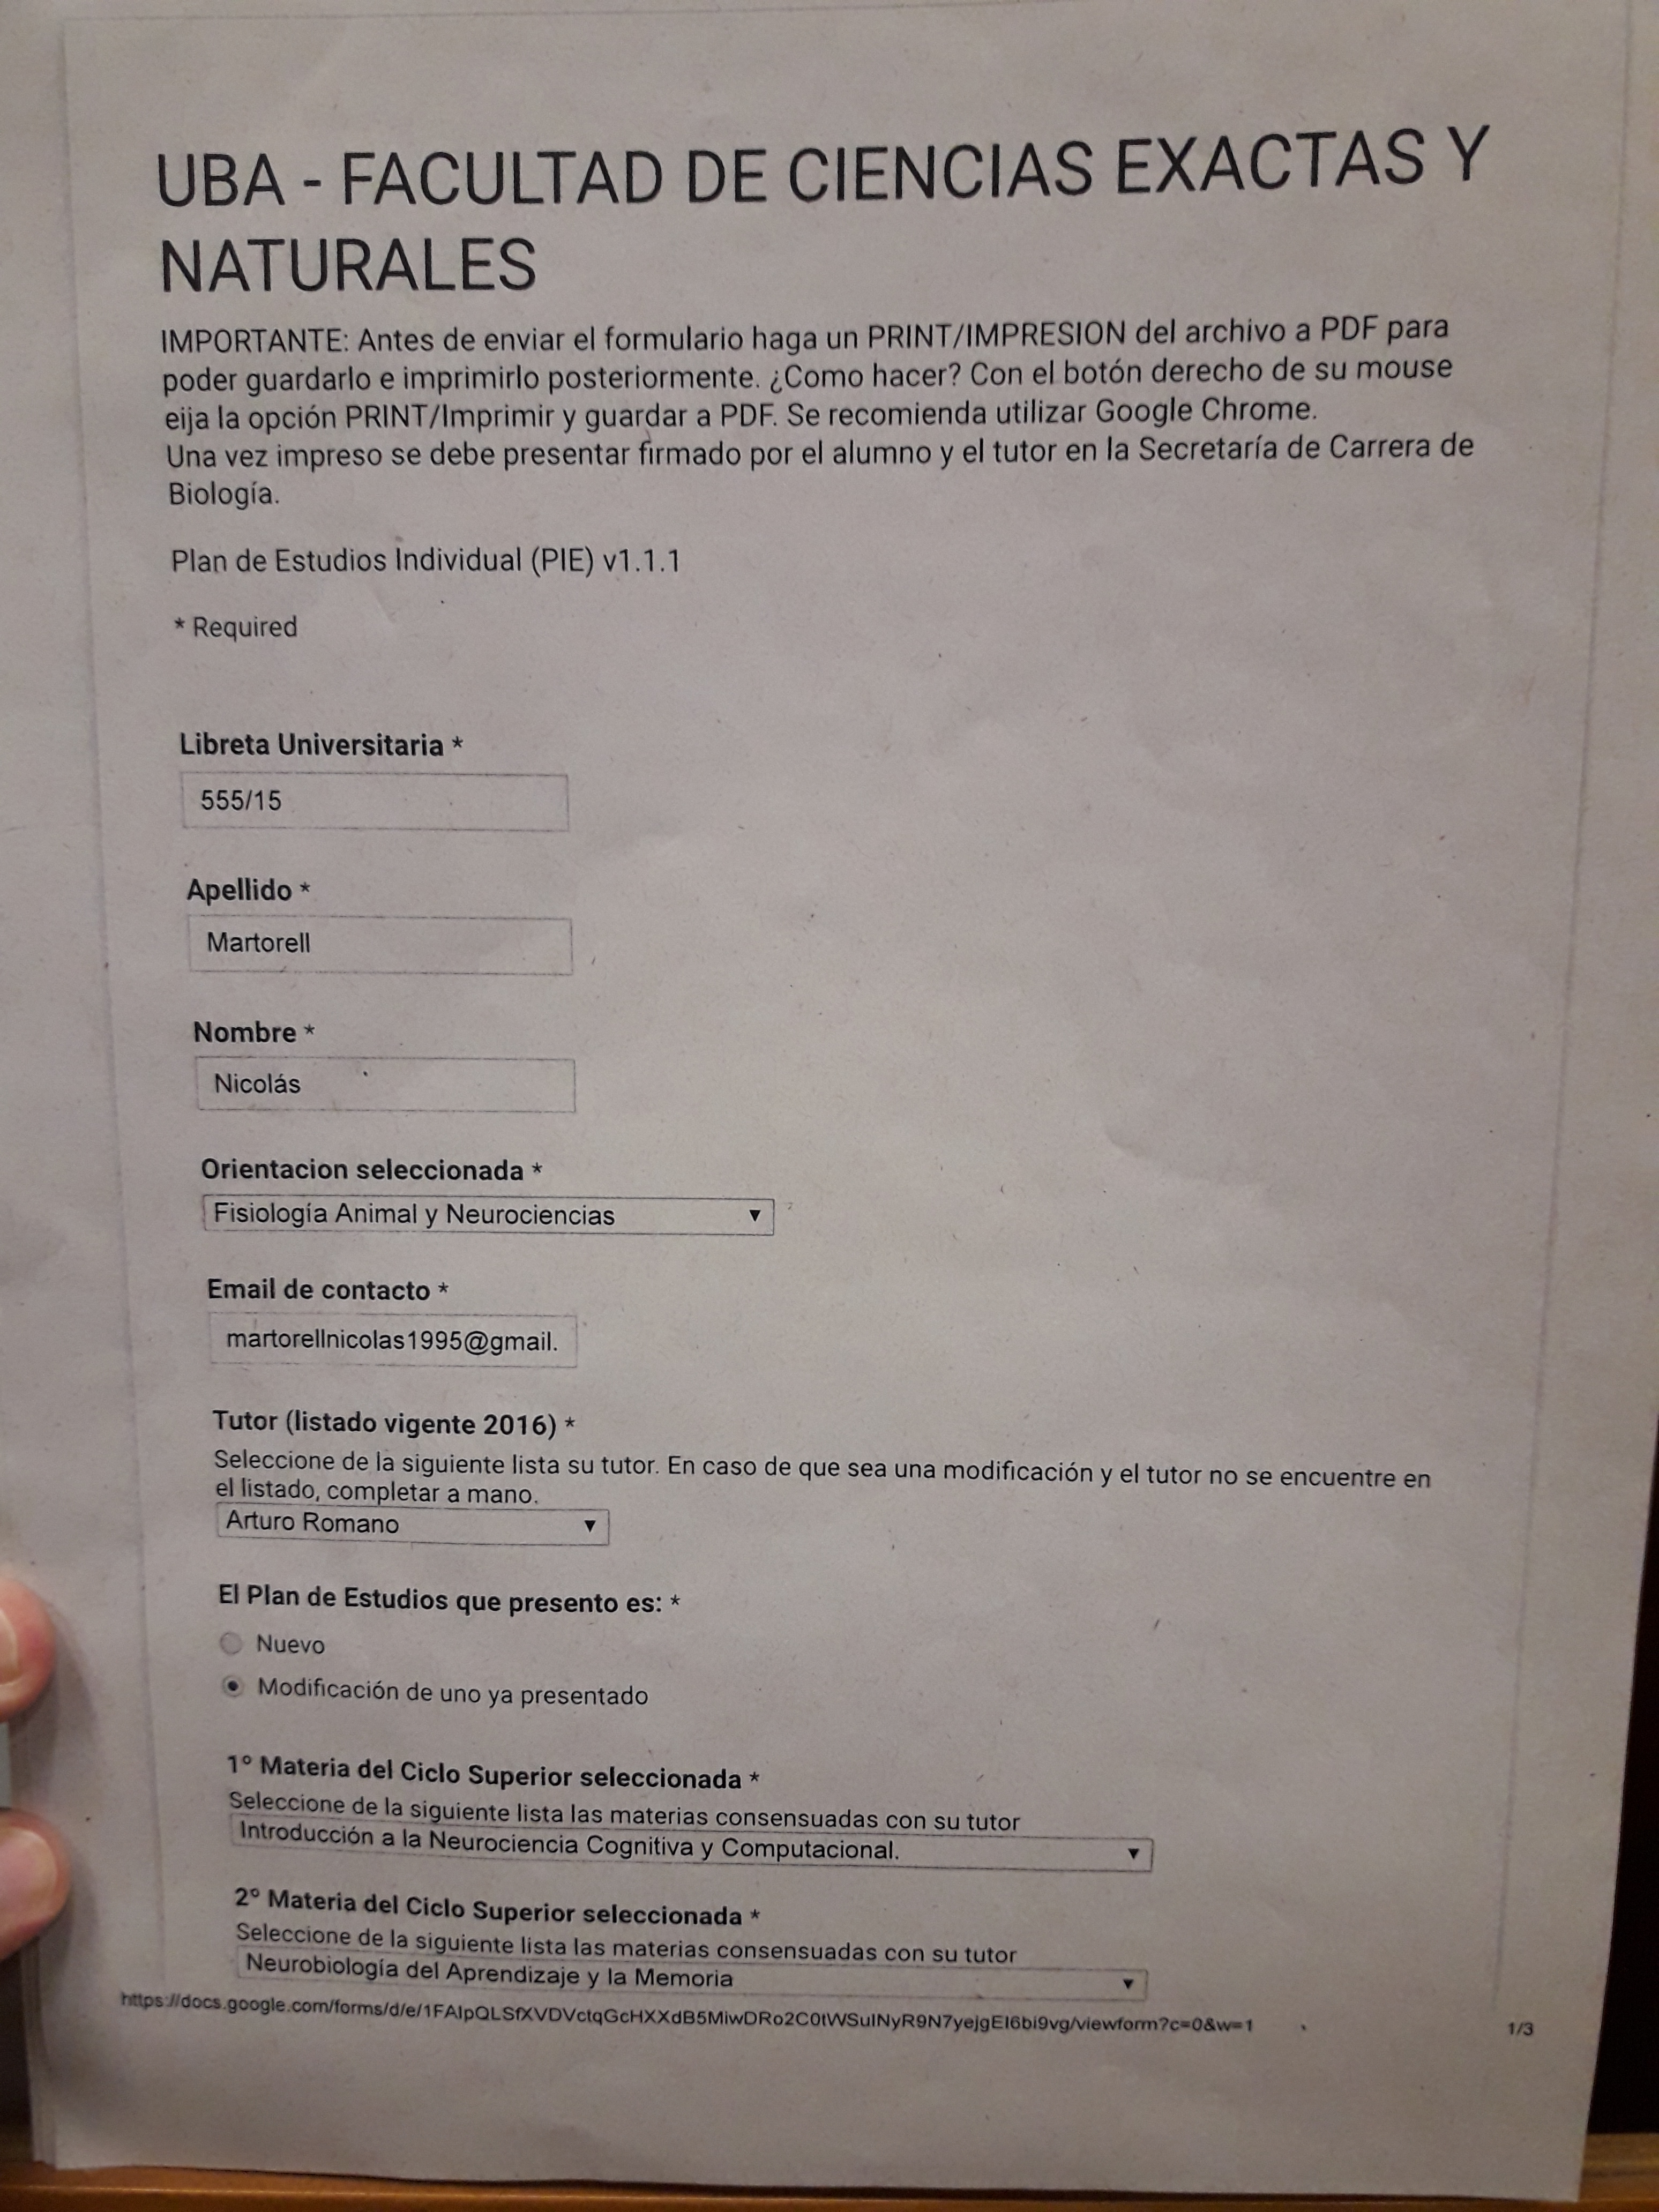 UBA - FACULTAD DE CIENCIAS EXACTAS Y
NATURALES
IMPORTANTE: Antes de enviar el formulario haga un PRINT/IMPRESION del archivo a PDF para
poder guardarlo e imprimirlo posteriormente. ¿Como hacer? Con el botón derecho de su mouse
eija la opción PRINT/Imprimir y guardar a PDF. Se recomienda utilizar Google Chrome.
Una vez impreso se debe presentar firmado por el alumno y el tutor en la Secretaría de Carrera de
Biología.
Plan de Estudios Individual (PIE) v1.1.1
* Required
Libreta Universitaria *
555/15
Apellido *
Martorell
Nombre *
Nicolás
Orientacion seleccionada *
Fisiología Animal y Neurociencias ▼
Email de contacto *
martorellnicolas1995@gmail.
Tutor (listado vigente 2016) *
Seleccione de la siguiente lista su tutor. En caso de que sea una modificación y el tutor no se encuentre en
el listado, completar a mano.
Arturo Romano ▼
El Plan de Estudios que presento es: *
Nuevo
Modificación de uno ya presentado
1º Materia del Ciclo Superior seleccionada *
Seleccione de la siguiente lista las materias consensuadas con su tutor
Introducción a la Neurociencia Cognitiva y Computacional. ▼
2º Materia del Ciclo Superior seleccionada *
Seleccione de la siguiente lista las materias consensuadas con su tutor
Neurobiología del Aprendizaje y la Memoria ▼
https://docs.google.com/forms/d/e/1FAIpQLSfXVDVctqGcHXXdB5MiwDRo2C0tWSuINyR9N7yejgEI6bi9vg/viewform?c=0&w=1 1/3